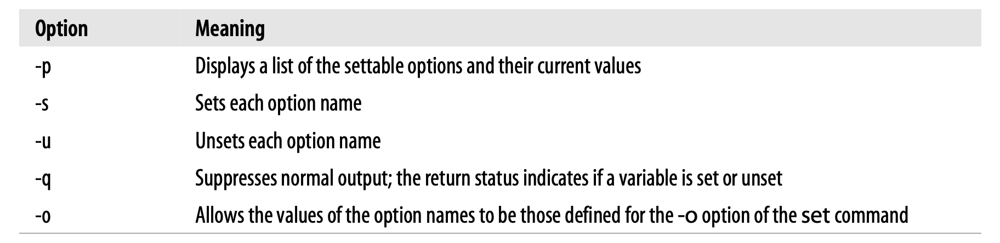 Option Meaning
-p Displays a list of the settable options and their current values
-s Sets each option name
-u Unsets each option name
-q Suppresses normal output; the return status indicates if a variable is set or unset
-o Allows the values of the option names to be those defined for the -o option of the set command